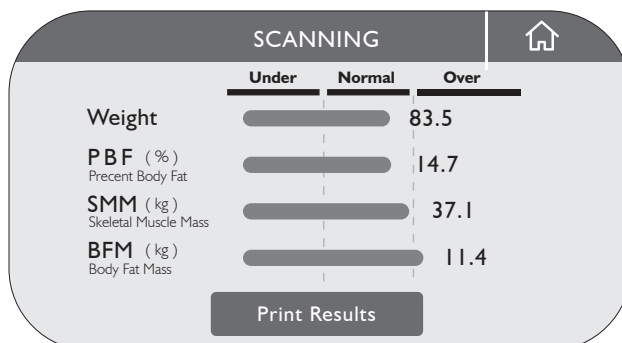 SCANNING
Under Normal Over
Weight 83.5
PBF (%) 14.7
Precent Body Fat
SMM (kg) 37.1
Skeletal Muscle Mass
BFM (kg) 11.4
Body Fat Mass
Print Results